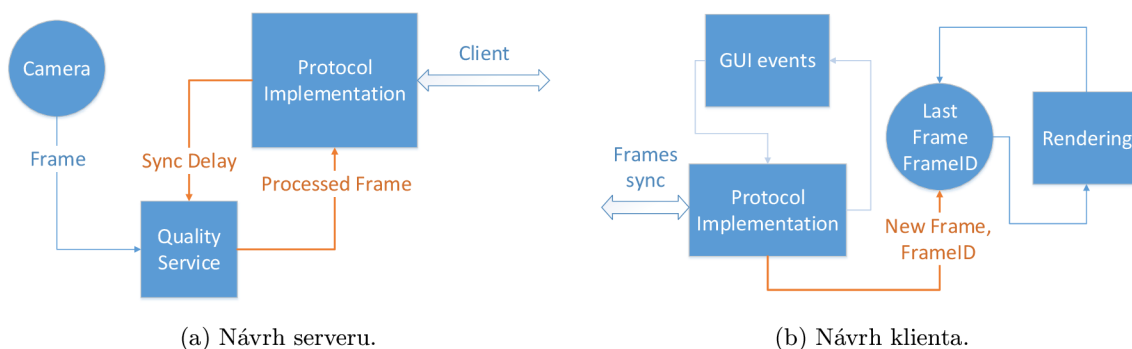 Camera
Frame
Sync Delay
Processed Frame
Quality
Service
Protocol
Implementation
Client
(a) Návrh serveru.
GUI events
Frames
sync
Protocol
Implementation
Last
Frame
FrameID
Rendering
New Frame,
FrameID
(b) Návrh klienta.